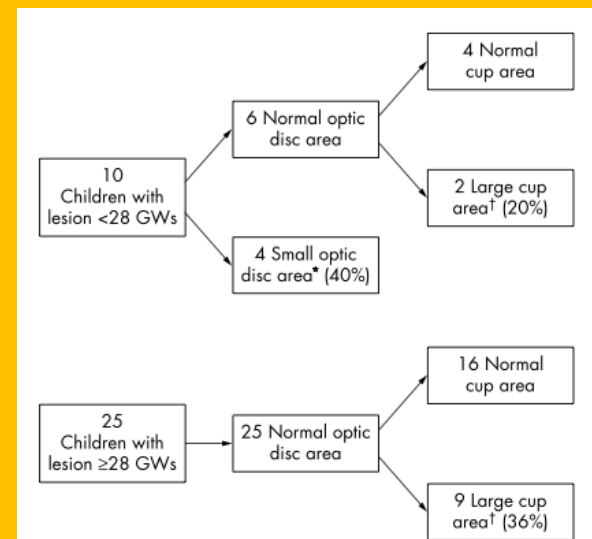 4 Normal
cup area
6 Normal optic
disc area
10
Children with
lesion <28 GWs
2 Large cup
area† (20%)
4 Small optic
disc area* (40%)
16 Normal
cup area
25
Children with
lesion ≥28 GWs
25 Normal optic
disc area
9 Large cup
area† (36%)